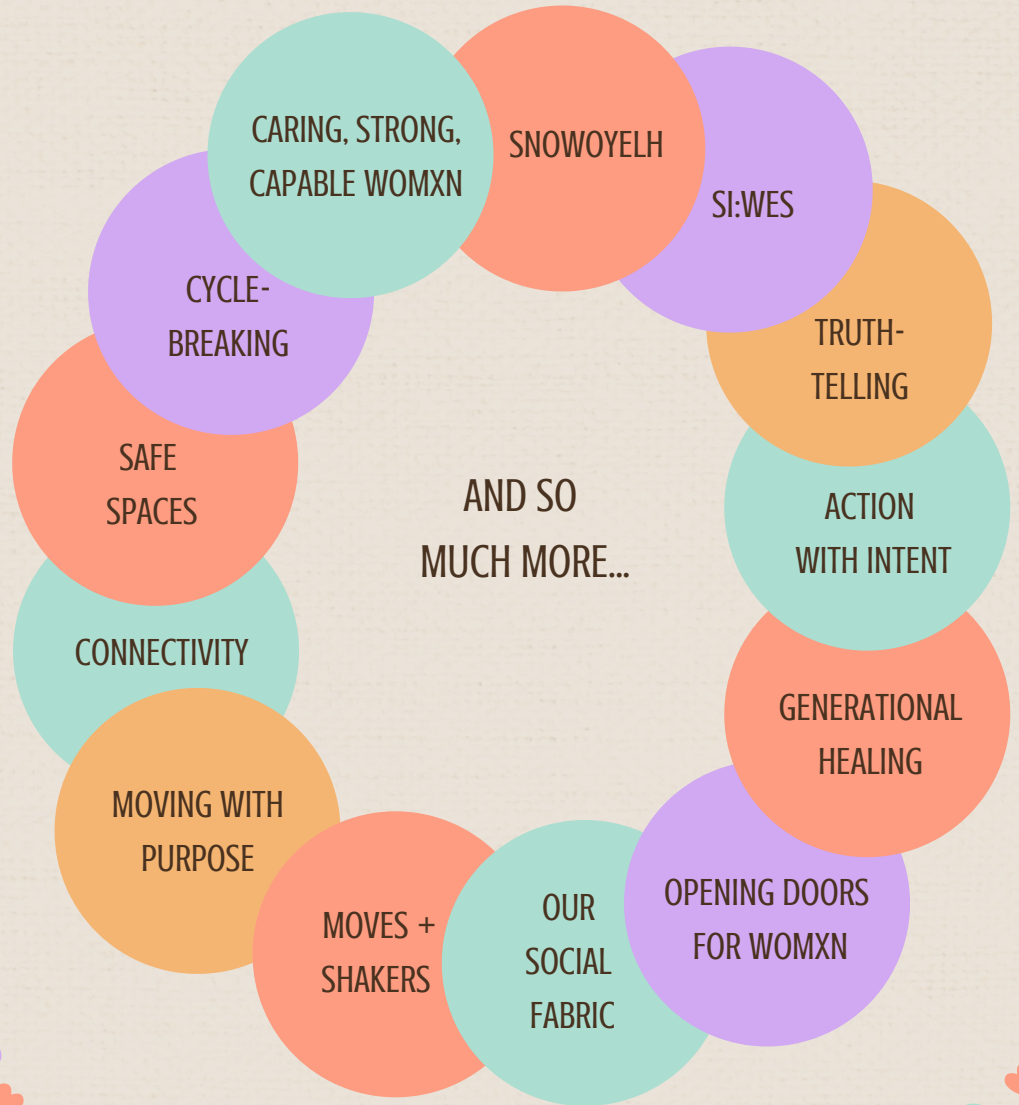 CARING, STRONG,
CAPABLE WOMXN
SNOWOYELH
SI:WES
TRUTH-
TELLING
ACTION
WITH INTENT
GENERATIONAL
HEALING
OPENING DOORS
FOR WOMXN
OUR
SOCIAL
FABRIC
MOVES +
SHAKERS
MOVING WITH
PURPOSE
CONNECTIVITY
SAFE
SPACES
CYCLE-
BREAKING
AND SO
MUCH MORE...